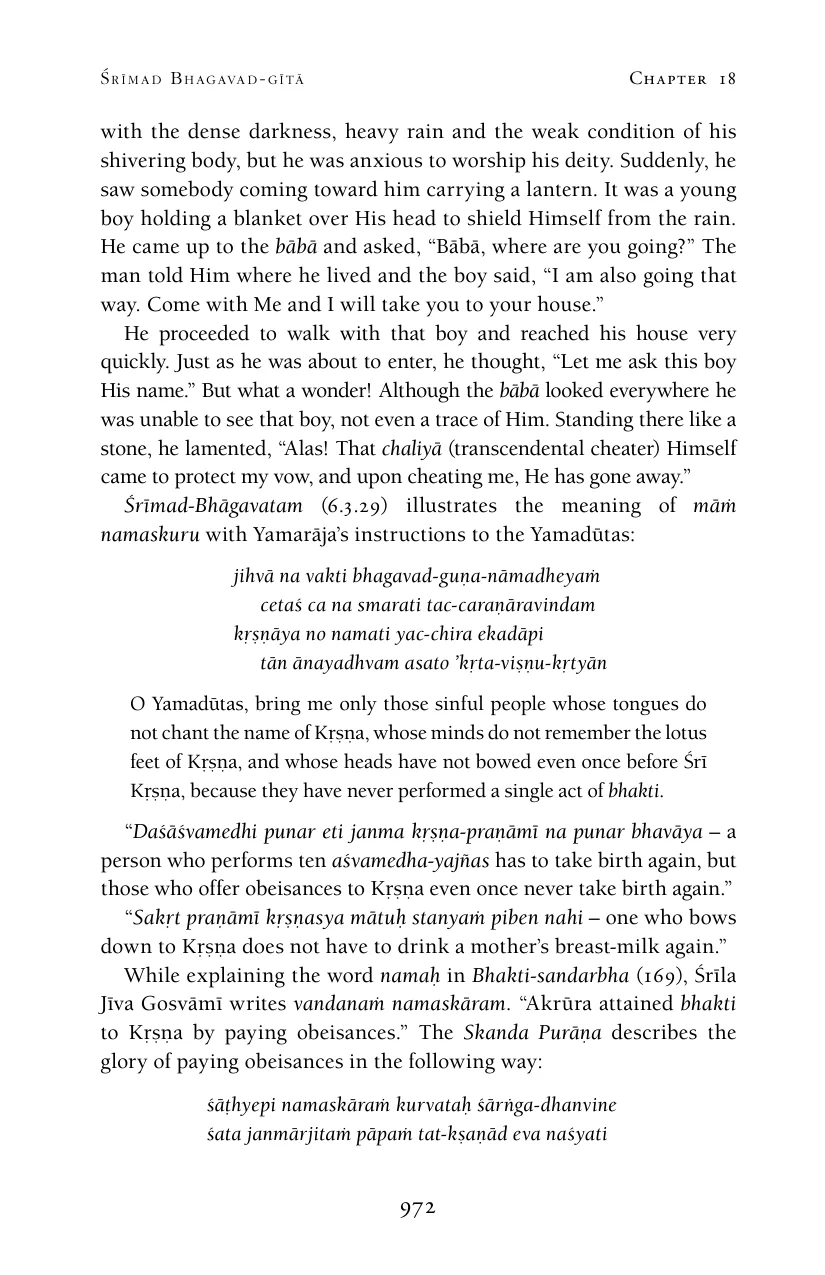 Śrīmad Bhagavad-gītā Chapter 18
with the dense darkness, heavy rain and the weak condition of his
shivering body, but he was anxious to worship his deity. Suddenly, he
saw somebody coming toward him carrying a lantern. It was a young
boy holding a blanket over His head to shield Himself from the rain.
He came up to the bābā and asked, “Bābā, where are you going?” The
man told Him where he lived and the boy said, “I am also going that
way. Come with Me and I will take you to your house.”
He proceeded to walk with that boy and reached his house very
quickly. Just as he was about to enter, he thought, “Let me ask this boy
His name.” But what a wonder! Although the bābā looked everywhere he
was unable to see that boy, not even a trace of Him. Standing there like a
stone, he lamented, “Alas! That chaliyā (transcendental cheater) Himself
came to protect my vow, and upon cheating me, He has gone away.”
Śrīmad-Bhāgavatam (6.3.29) illustrates the meaning of māṁ
namaskuru with Yamarāja’s instructions to the Yamadūtas:
jihvā na vakti bhagavad-guṇa-nāmadheyaṁ
cetaś ca na smarati tac-caraṇāravindam
kṛṣṇāya no namati yac-chira ekadāpi
tān ānayadhvam asato ’kṛta-viṣṇu-kṛtyān
O Yamadūtas, bring me only those sinful people whose tongues do
not chant the name of Kṛṣṇa, whose minds do not remember the lotus
feet of Kṛṣṇa, and whose heads have not bowed even once before Śrī
Kṛṣṇa, because they have never performed a single act of bhakti.
“Daśāśvamedhi punar eti janma kṛṣṇa-praṇāmī na punar bhavāya – a
person who performs ten aśvamedha-yajñas has to take birth again, but
those who offer obeisances to Kṛṣṇa even once never take birth again.”
“Sakṛt praṇāmī kṛṣṇasya mātuḥ stanyaṁ piben nahi – one who bows
down to Kṛṣṇa does not have to drink a mother’s breast-milk again.”
While explaining the word namaḥ in Bhakti-sandarbha (169), Śrīla
Jīva Gosvāmī writes vandanaṁ namaskāram. “Akrūra attained bhakti
to Kṛṣṇa by paying obeisances.” The Skanda Purāṇa describes the
glory of paying obeisances in the following way:
śāṭhyepi namaskāraṁ kurvataḥ śārṅga-dhanvine
śata janmārjitaṁ pāpaṁ tat-kṣaṇād eva naśyati
972